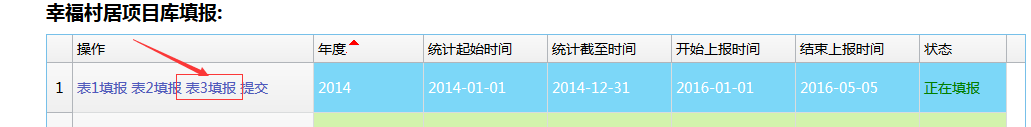 幸福村居项目库填报:
操作 年度 统计起始时间 统计截至时间 开始上报时间 结束上报时间 状态
1 表1填报 表2填报 表3填报 提交 2014 2014-01-01 2014-12-31 2016-01-01 2016-05-05 正在填报